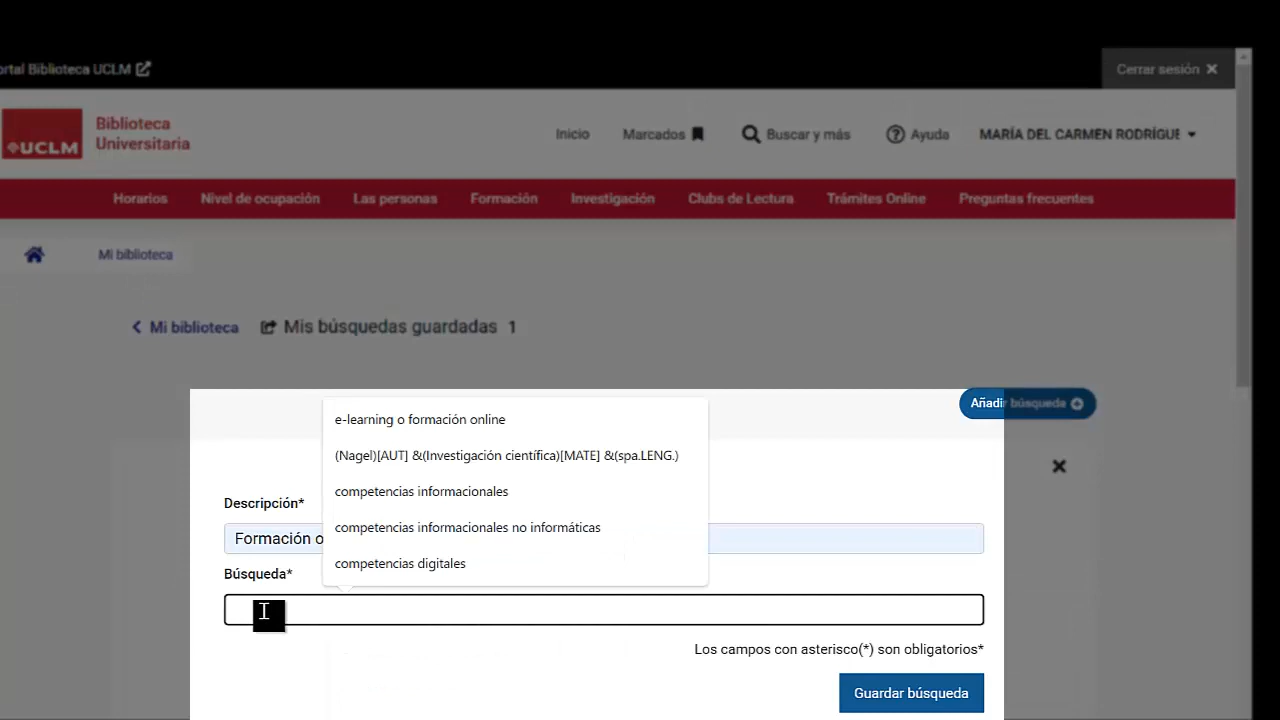 Portal Biblioteca UCLM
Cerrar sesión
UCLM
Biblioteca
Universitaria
Inicio
Marcados
Buscar y más
Ayuda
MARÍA DEL CARMEN RODRÍGUE
Horarios
Nivel de ocupación
Las personas
Formación
Investigación
Clubs de Lectura
Trámites Online
Preguntas frecuentes
Mi biblioteca
Mi biblioteca
Mis búsquedas guardadas 1
Añadir búsqueda
e-learning o formación online
(Nagel)[AUT] &(Investigación científica)[MATE] &(spa.LENG.)
competencias informacionales
competencias informacionales no informáticas
competencias digitales
Descripción*
Formación o
Búsqueda*
Los campos con asterisco(*) son obligatorios*
Guardar búsqueda